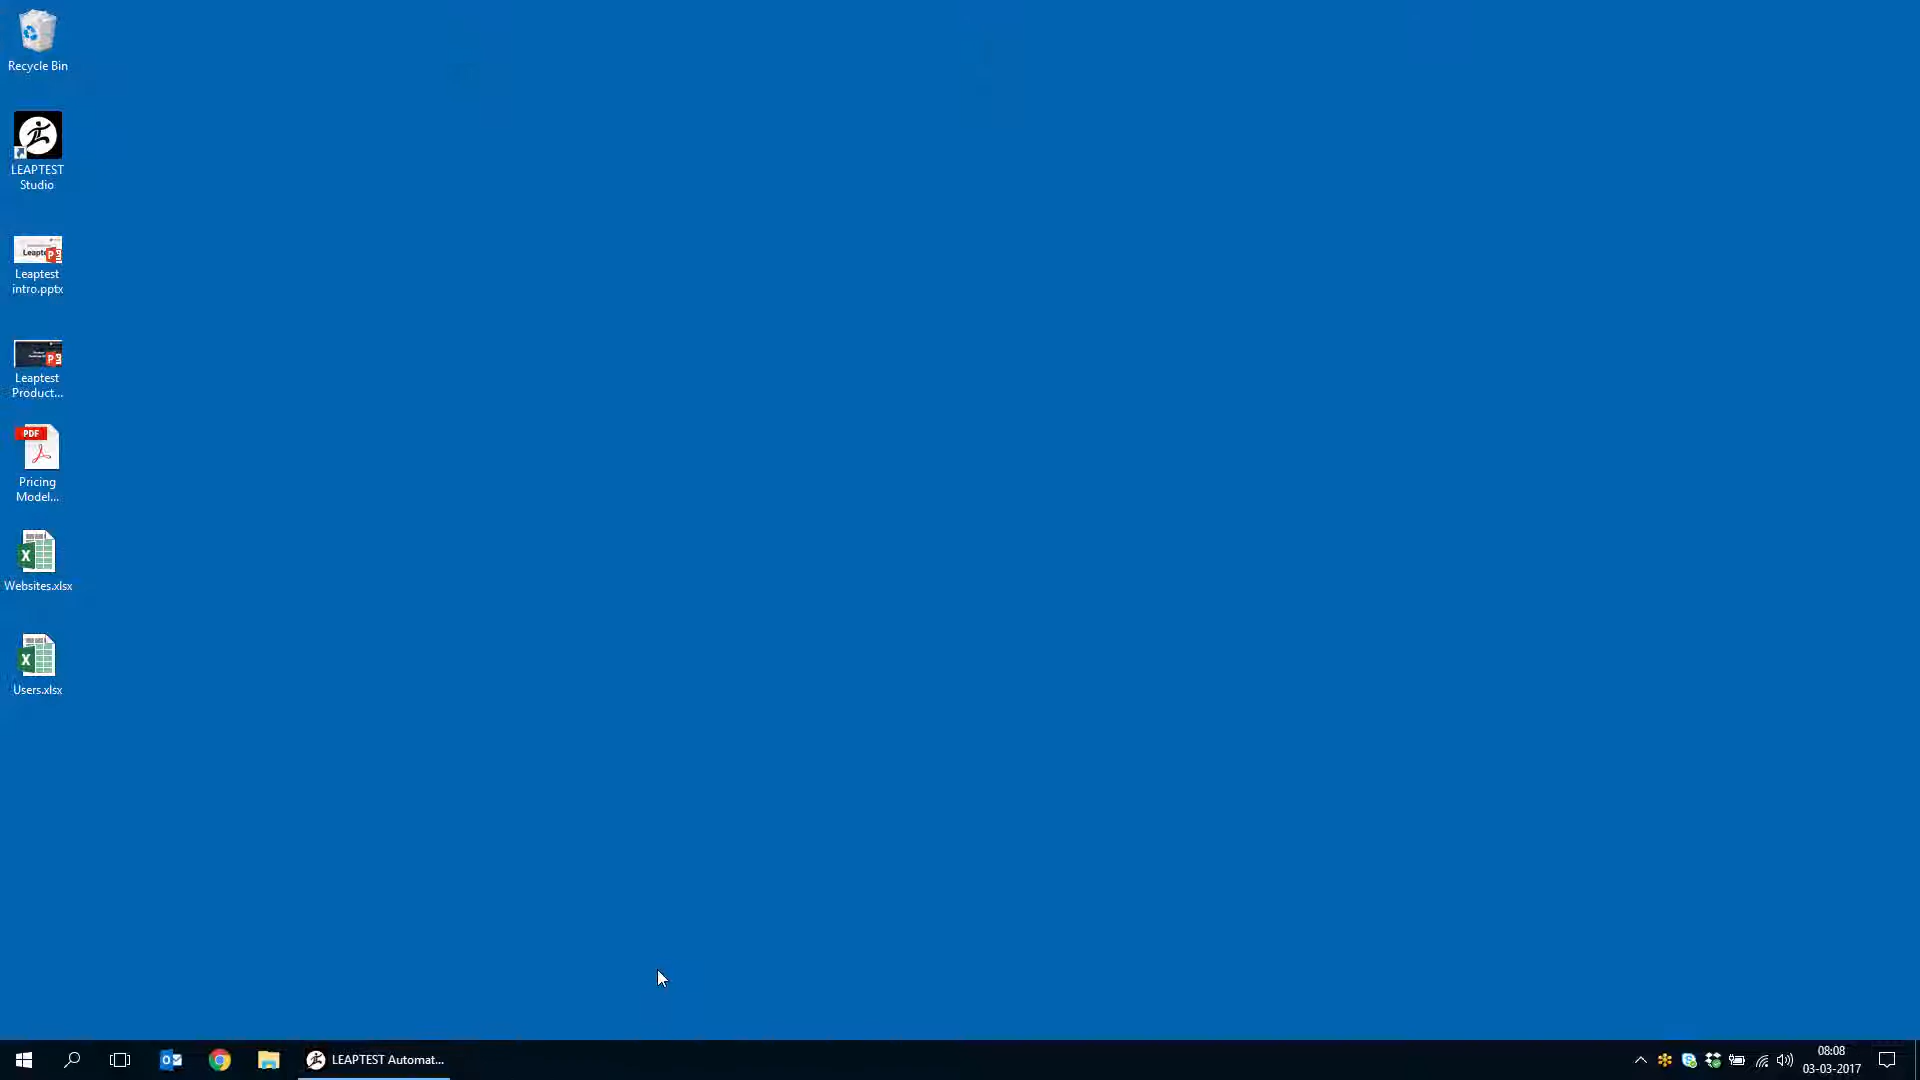 Recycle Bin
LEAPTEST
Studio
Leaptest
intro.pptx
Leaptest
Product...
PDF
Pricing
Model...
Websites.xlsx
Users.xlsx
LEAPTEST Automat...
08:08
03-03-2017